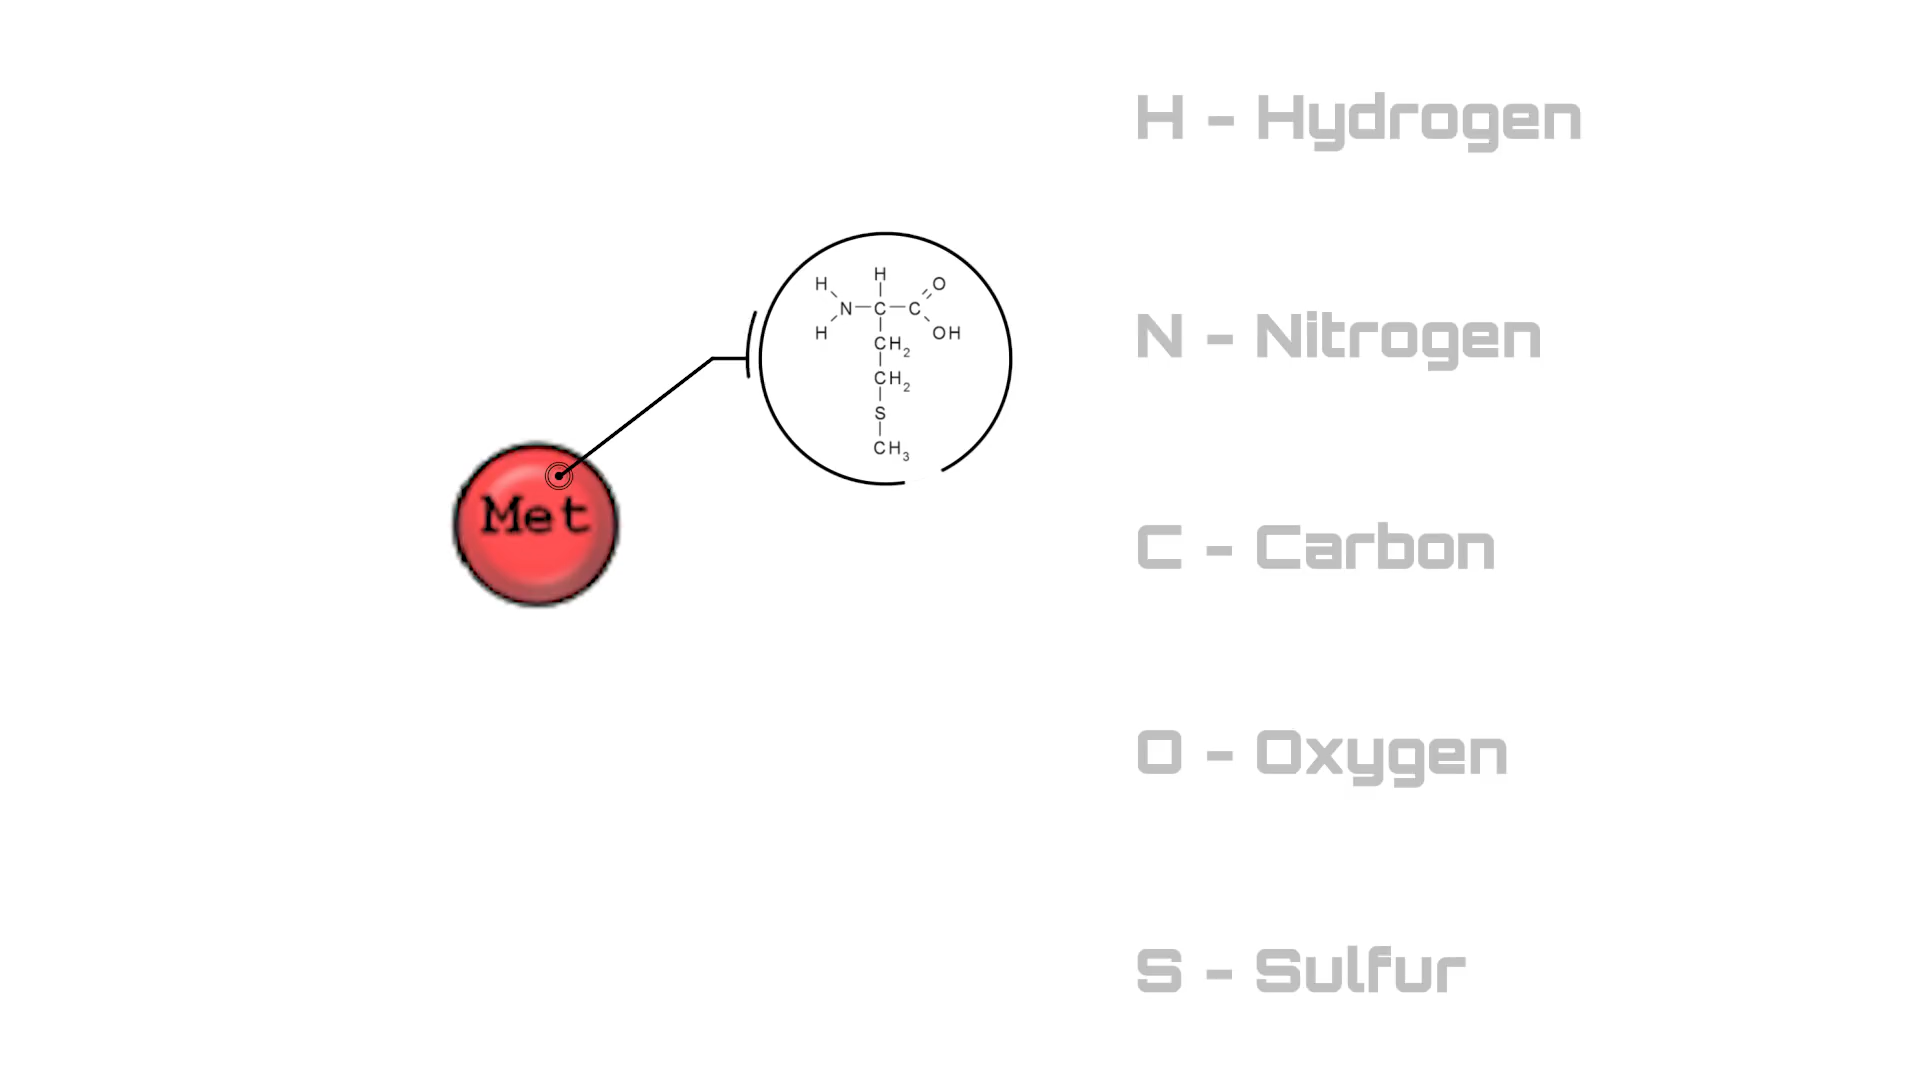 Met
H H O
N C C
H OH
CH2
CH2
S
CH3
H - Hydrogen
N - Nitrogen
C - Carbon
O - Oxygen
S - Sulfur